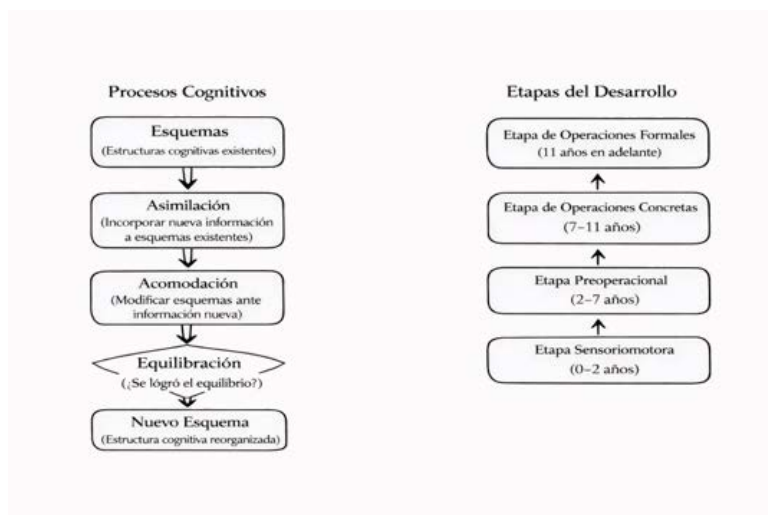 Procesos Cognitivos
Esquemas
(Estructuras cognitivas existentes)
Asimilación
(Incorporar nueva información
a esquemas existentes)
Acomodación
(Modificar esquemas ante
información nueva)
Equilibración
(¿Se lógró el equilibrio?)
Nuevo Esquema
(Estructura cognitiva reorganizada)
Etapas del Desarrollo
Etapa de Operaciones Formales
(11 años en adelante)
Etapa de Operaciones Concretas
(7–11 años)
Etapa Preoperacional
(2–7 años)
Etapa Sensoriomotora
(0–2 años)